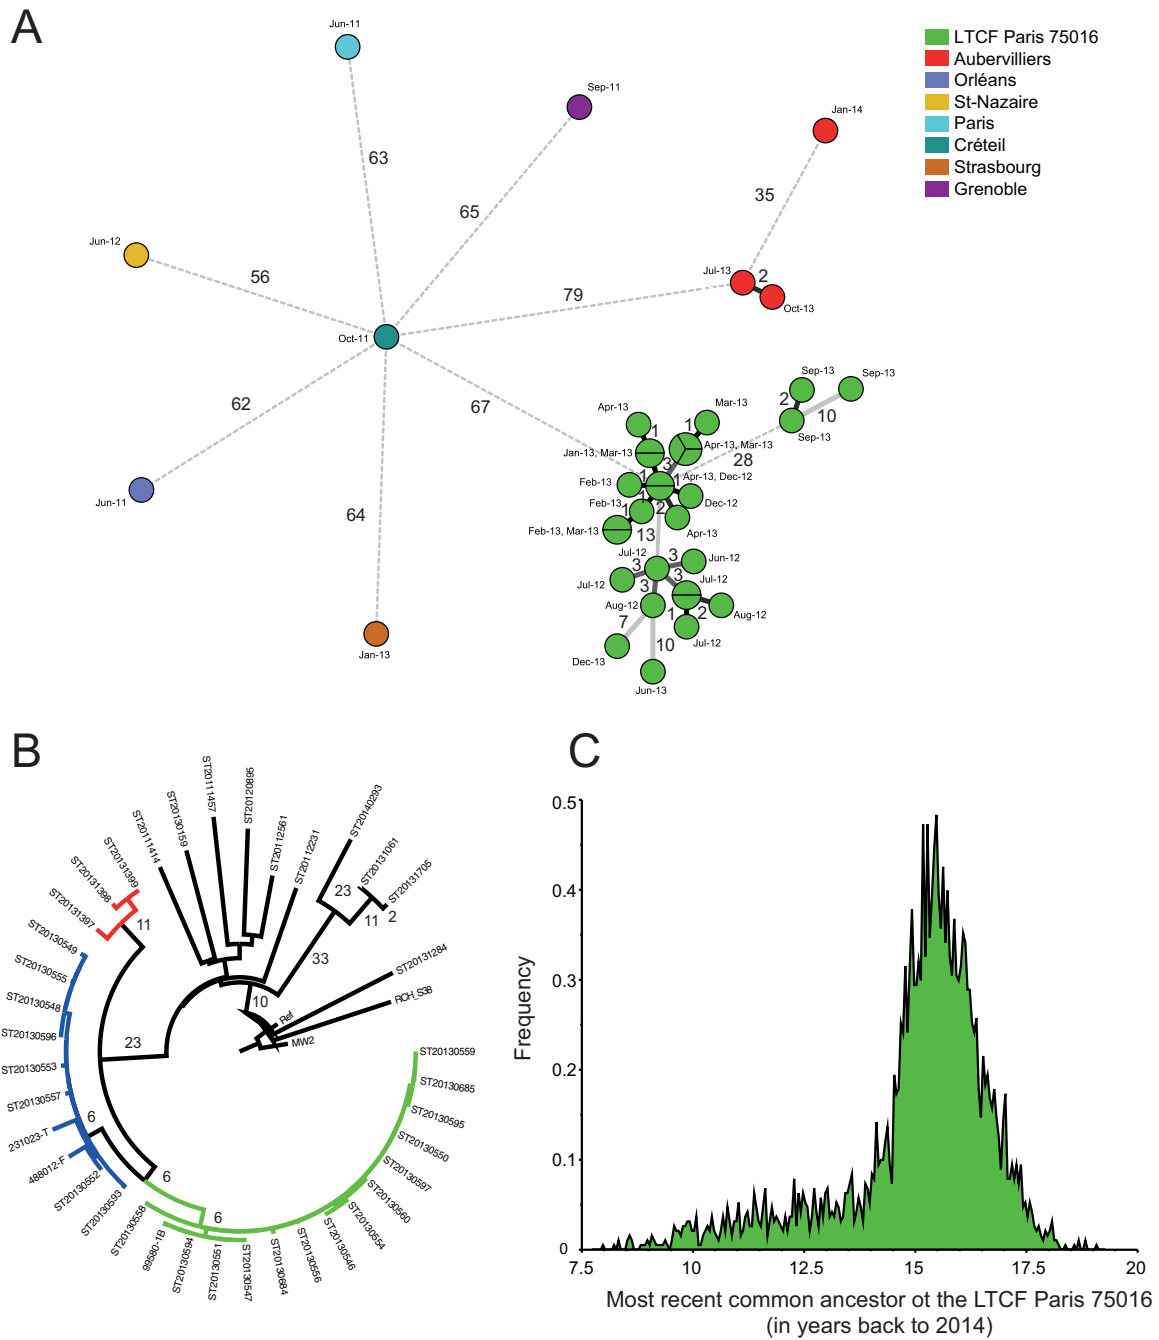 A
Jun-11
Sep-11
Jan-14
LTCF Paris 75016
Aubervilliers
Orléans
St-Nazaire
Paris
Créteil
Strasbourg
Grenoble
63
65
35
Jun-12
56
Jul-13
2
Oct-13
79
Oct-11
62
67
64
Jun-11
Jan-13
Sep-13
Sep-13
2
10
Sep-13
28
Apr-13
Mar-13
1
1
Jan-13, Mar-13
Apr-13, Mar-13
3
Feb-13
1
1
Apr-13, Dec-12
1
Feb-13
2
Dec-12
1
Feb-13, Mar-13
13
Apr-13
Jul-12
3
Jun-12
3
Jul-12
3
Jul-12
3
Aug-12
1
2
Aug-12
7
10
Jul-12
Dec-13
Jun-13
B
ST20111457
ST20120895
ST20130159
ST20111414
ST20112561
ST20112231
ST20140293
ST20131061
ST20131705
ST20131399
ST20131398
ST20131397
23
11
2
11
33
ST20130549
ST20130555
ST20130548
ST20130596
ST20130553
ST20130557
231023-T
488012-F
ST20130552
ST20130593
ST20131284
RCH_S38
10
Ref
MW2
23
6
6
6
ST20130559
ST20130685
ST20130595
ST20130550
ST20130597
ST20130560
ST20130554
ST20130546
ST20130556
ST20130684
ST20130547
ST20130551
ST20130594
99580-1B
ST20130558
C
Frequency
0.5
0.4
0.3
0.2
0.1
0
7.5
10
12.5
15
17.5
20
Most recent common ancestor ot the LTCF Paris 75016
(in years back to 2014)